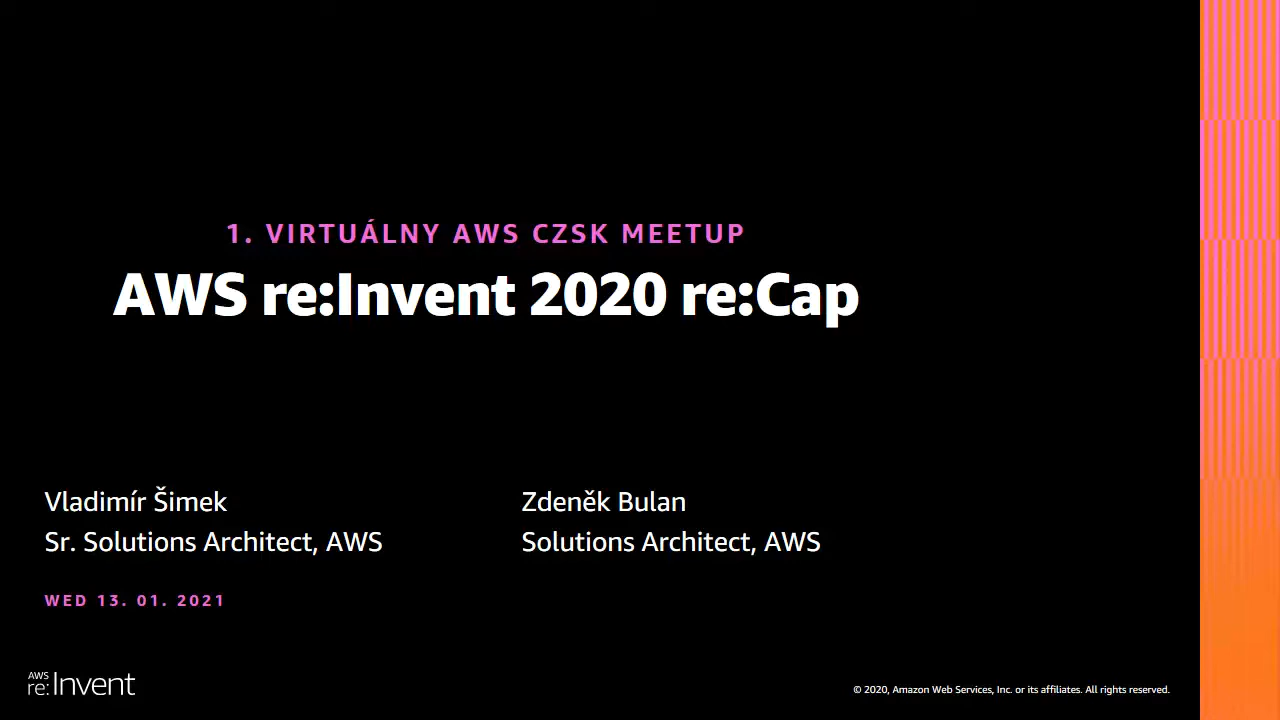 1. VIRTUÁLNY AWS CZSK MEETUP
AWS re:Invent 2020 re:Cap
Vladimír Šimek
Sr. Solutions Architect, AWS
Zdeněk Bulan
Solutions Architect, AWS
WED 13. 01. 2021
AWS
re:Invent
© 2020, Amazon Web Services, Inc. or its affiliates. All rights reserved.